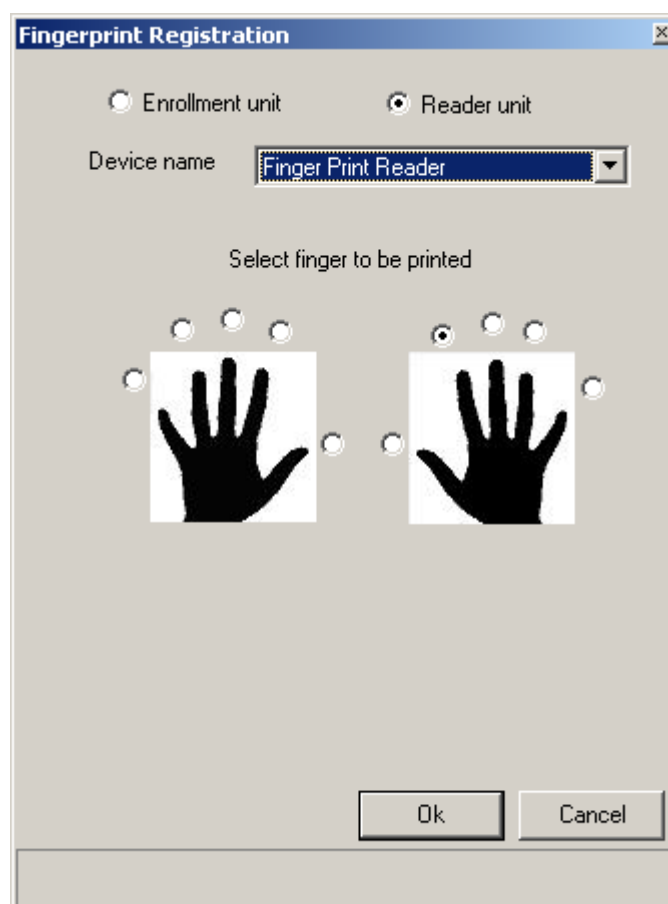 Fingerprint Registration
Enrollment unit Reader unit
Device name Finger Print Reader
Select finger to be printed
Ok Cancel